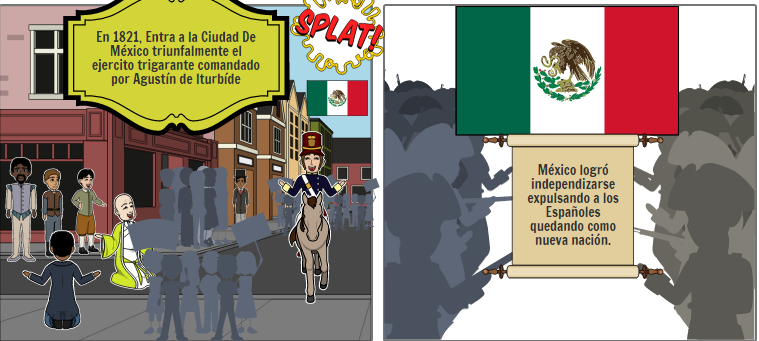 En 1821, Entra a la Ciudad De
México triunfalmente el
ejercito trigarante comandado
por Agustín de Iturbíde
SPLAT!
México logró
independizarse
expulsando a los
Españoles
quedando como
nueva nación.